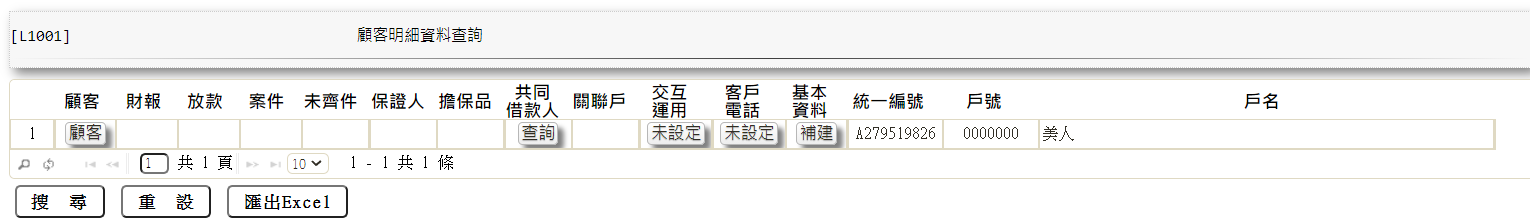 [L1001] 顧客明細資料查詢
顧客 財報 放款 案件 未齊件 保證人 擔保品 共同借款人 關聯戶 交互運用 客戶電話 基本資料 統一編號 戶號 戶名
1 顧客 查詢 未設定 未設定 補建 A279519826 0000000 美人
1 共 1 頁 10 1 - 1 共 1 條
搜 尋 重 設 匯出Excel